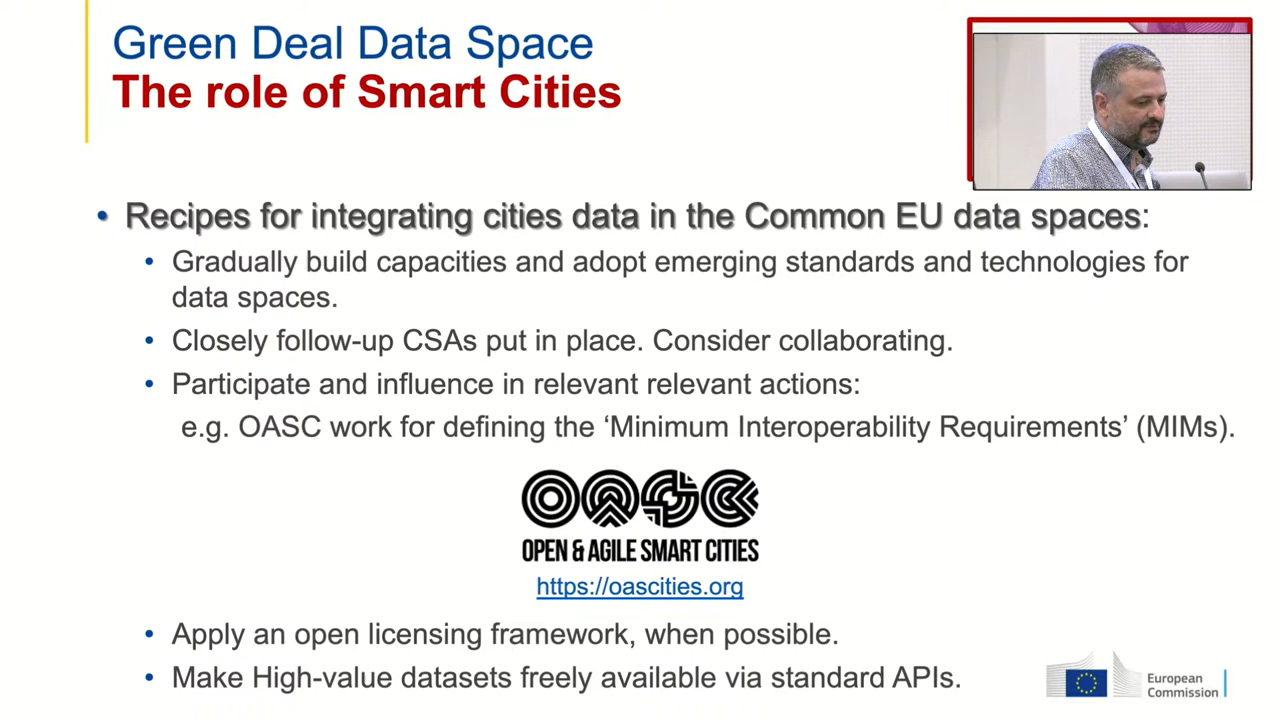 Green Deal Data Space
The role of Smart Cities
• Recipes for integrating cities data in the Common EU data spaces:
• Gradually build capacities and adopt emerging standards and technologies for
data spaces.
• Closely follow-up CSAs put in place. Consider collaborating.
• Participate and influence in relevant relevant actions:
e.g. OASC work for defining the ‘Minimum Interoperability Requirements’ (MIMs).
OASC
OPEN & AGILE SMART CITIES
https://oascities.org
• Apply an open licensing framework, when possible.
• Make High-value datasets freely available via standard APIs.
European
Commission